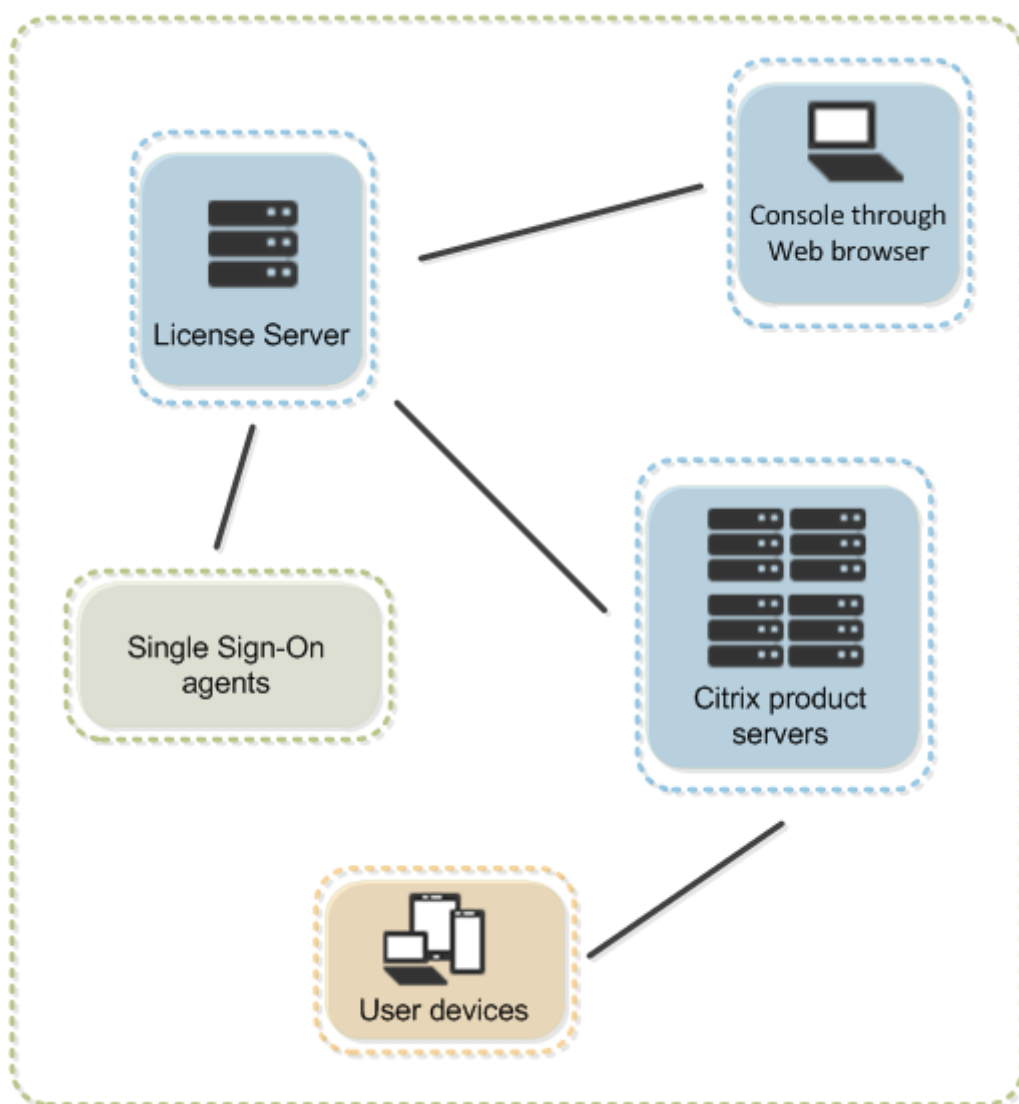 Console through
Web browser
License Server
Single Sign-On
agents
Citrix product
servers
User devices